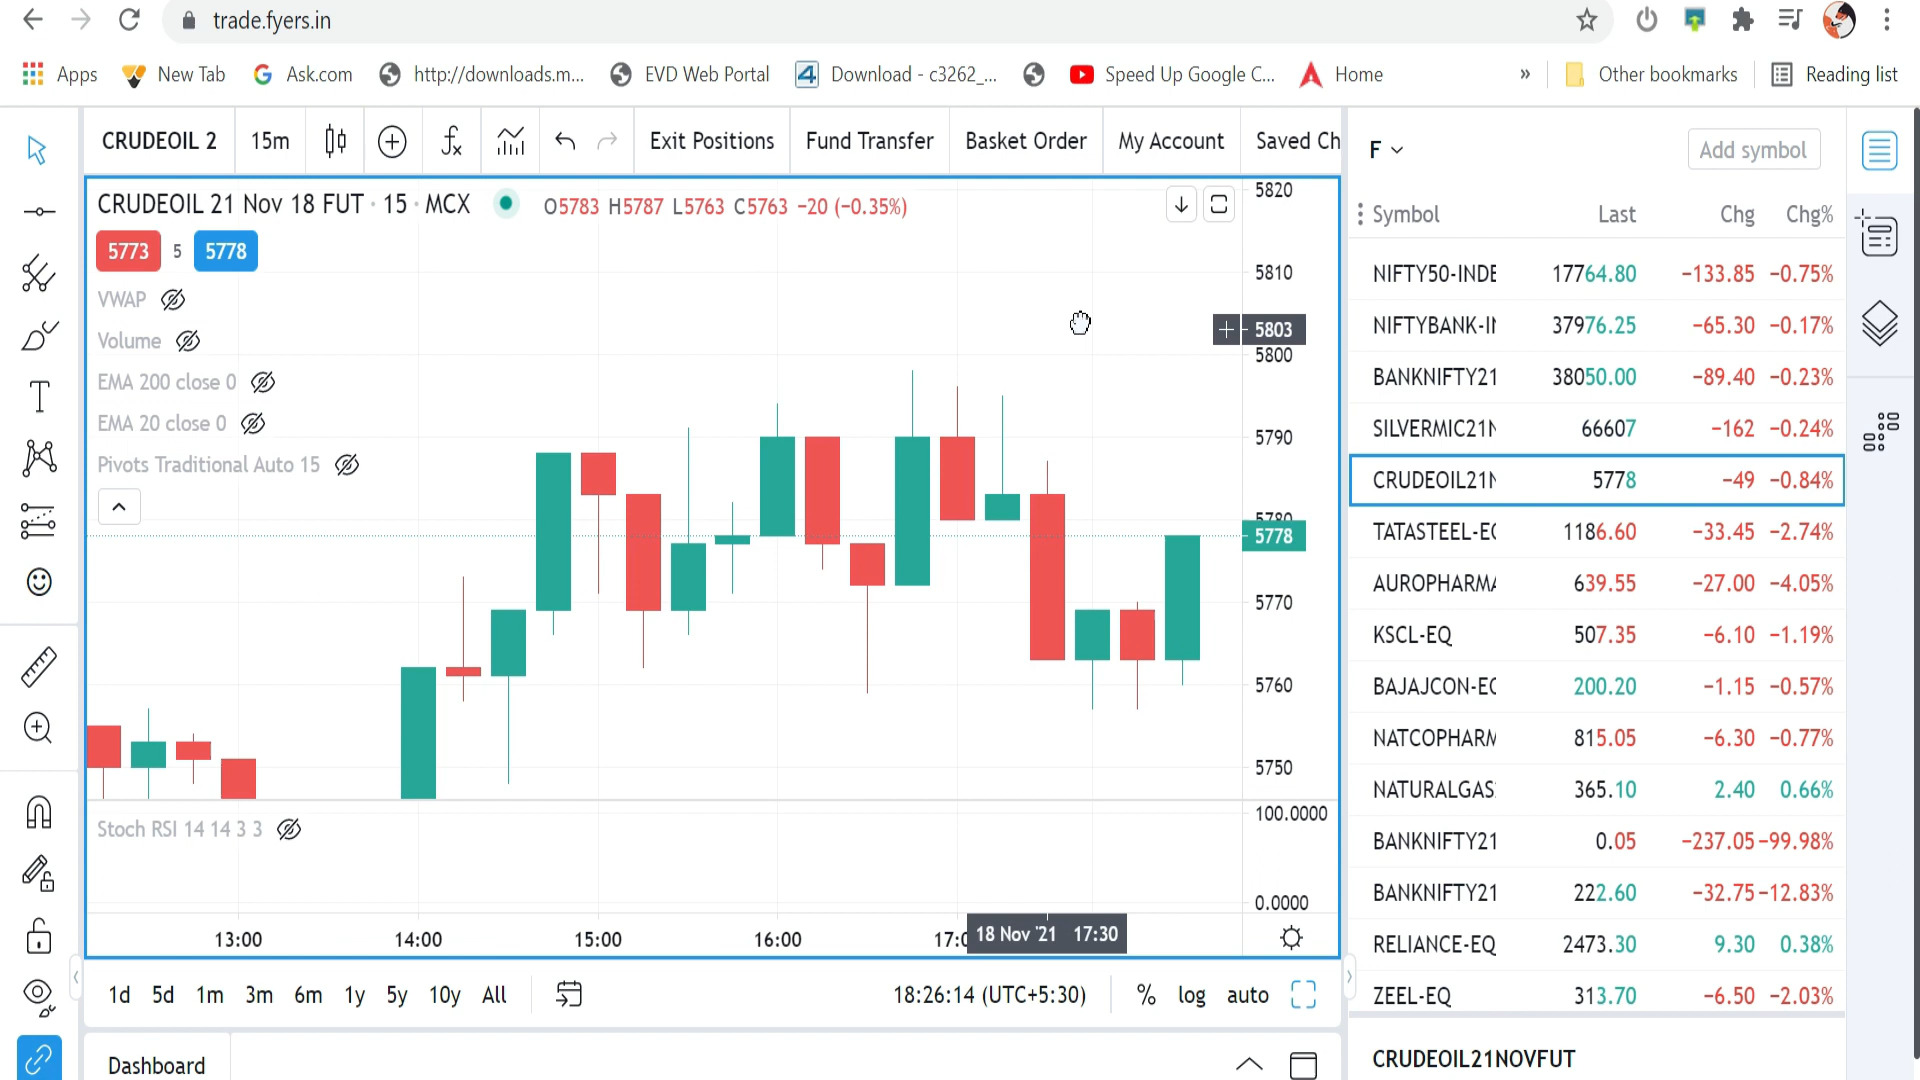 trade.fyers.in
Apps New Tab Ask.com http://downloads.m... EVD Web Portal Download - c3262_... Speed Up Google C... Home » Other bookmarks Reading list
CRUDEOIL 2 15m Exit Positions Fund Transfer Basket Order My Account Saved Ch
CRUDEOIL 21 Nov 18 FUT · 15 · MCX O5783 H5787 L5763 C5763 −20 (−0.35%)
5773 5 5778
VWAP
Volume
EMA 200 close 0
EMA 20 close 0
Pivots Traditional Auto 15
5820
5810
5803
5800
5790
5780
5778
5770
5760
5750
Stoch RSI 14 14 3 3
100.0000
0.0000
13:00 14:00 15:00 16:00 17:0 18 Nov '21 17:30
1d 5d 1m 3m 6m 1y 5y 10y All 18:26:14 (UTC+5:30) % log auto
Dashboard
F Add symbol
Symbol Last Chg Chg%
NIFTY50-INDE 17764.80 −133.85 −0.75%
NIFTYBANK-IN 37976.25 −65.30 −0.17%
BANKNIFTY21 38050.00 −89.40 −0.23%
SILVERMIC21N 66607 −162 −0.24%
CRUDEOIL21N 5778 −49 −0.84%
TATASTEEL-EQ 1186.60 −33.45 −2.74%
AUROPHARMA 639.55 −27.00 −4.05%
KSCL-EQ 507.35 −6.10 −1.19%
BAJAJCON-EQ 200.20 −1.15 −0.57%
NATCOPHARM 815.05 −6.30 −0.77%
NATURALGAS 365.10 2.40 0.66%
BANKNIFTY21 0.05 −237.05 −99.98%
BANKNIFTY21 222.60 −32.75 −12.83%
RELIANCE-EQ 2473.30 9.30 0.38%
ZEEL-EQ 313.70 −6.50 −2.03%
CRUDEOIL21NOVFUT